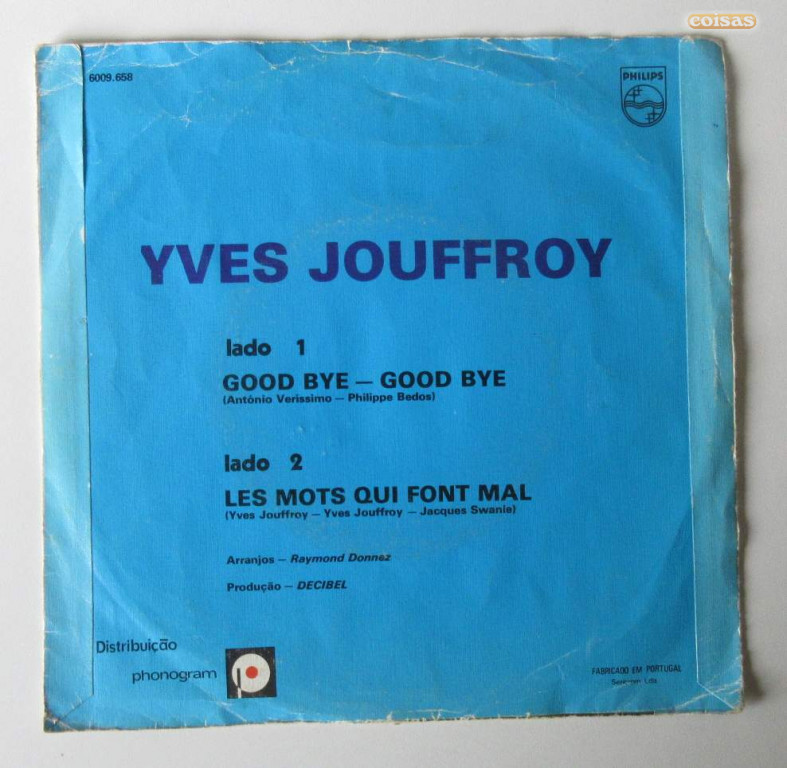 coisas
6009.658
PHILIPS
YVES JOUFFROY
lado 1
GOOD BYE — GOOD BYE
(António Verissimo — Philippe Bedos)
lado 2
LES MOTS QUI FONT MAL
(Yves Jouffroy — Yves Jouffroy — Jacques Swanie)
Arranjos — Raymond Donnez
Produção — DECIBEL
Distribuição
phonogram
FABRICADO EM PORTUGAL
Lda